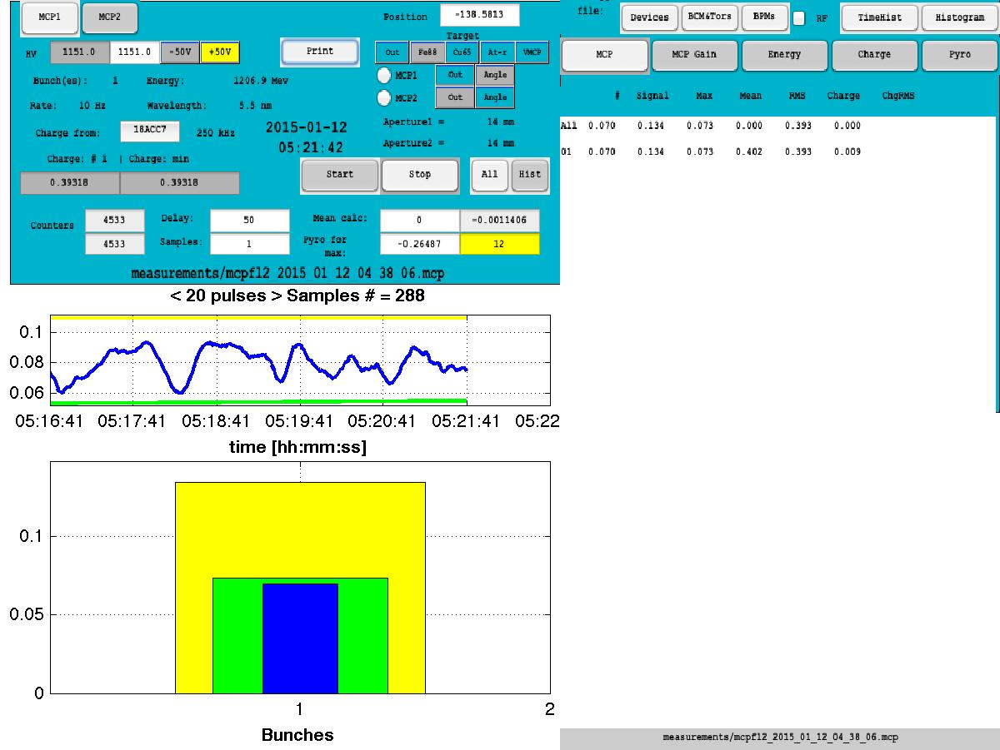 MCP1 MCP2 Position -138.5813
Target
HV 1151.0 1151.0 -50V +50V Print Out Fe88 Cu65 At-r VMCP
MCP1 Out Angle
Bunch(es): 1 Energy: 1206.9 Mev
MCP2 Out Angle
Rate: 10 Hz Wavelength: 5.5 nm
Charge from: 18ACC7 250 kHz 2015-01-12 Aperture1 = 14 mm
05:21:42 Aperture2 = 14 mm
Charge: # 1 | Charge: min
0.39318 0.39318 Start Stop All Hist
Counters 4533 Delay: 50 Mean calc: 0 -0.0011406
4533 Samples: 1 Pyro for max: -0.26487 12
measurements/mcpfl2_2015_01_12_04_38_06.mcp
file: Devices BCM&Tors BPMs RF TimeHist Histogram
MCP MCP Gain Energy Charge Pyro
# Signal Max Mean RMS Charge ChgRMS
All 0.070 0.134 0.073 0.000 0.393 0.000
01 0.070 0.134 0.073 0.402 0.393 0.009
< 20 pulses > Samples # = 288
0.1
0.08
0.06
05:16:41 05:17:41 05:18:41 05:19:41 05:20:41 05:21:41 05:22
time [hh:mm:ss]
0.1
0.05
0
1 2
Bunches
measurements/mcpfl2_2015_01_12_04_38_06.mcp